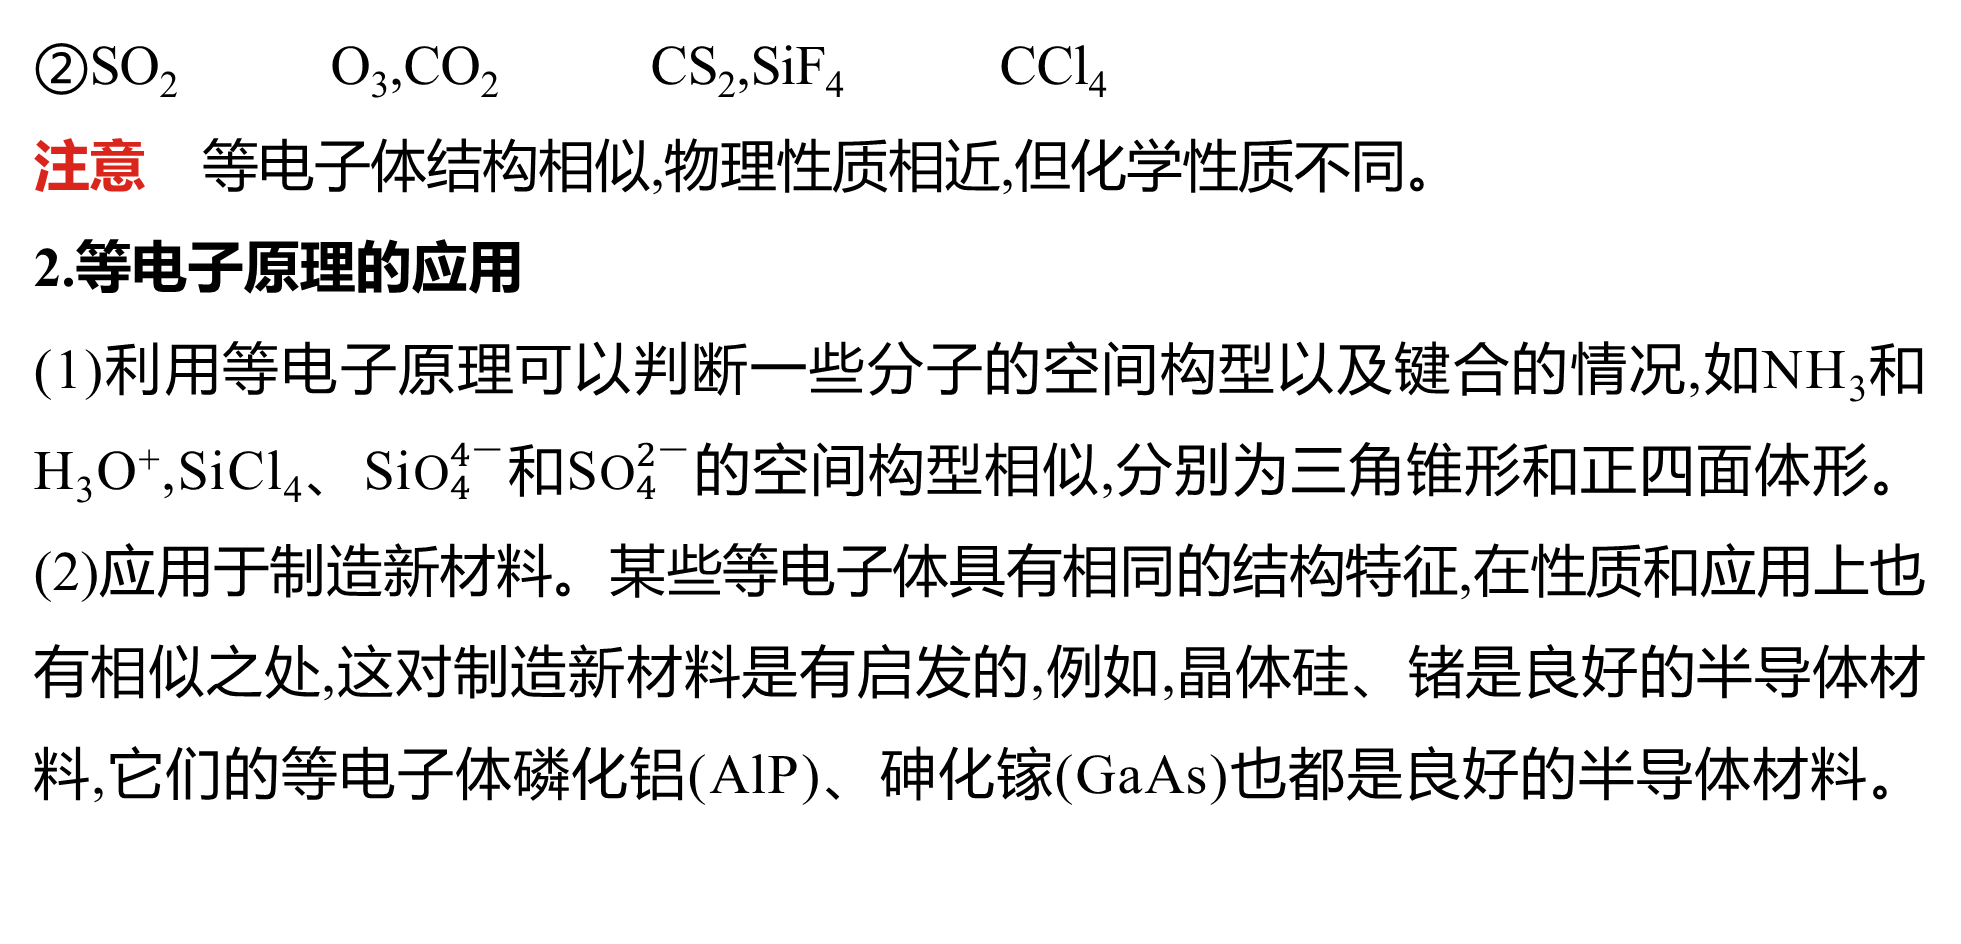 ②SO₂ O₃,CO₂ CS₂,SiF₄ CCl₄
注意 等电子体结构相似,物理性质相近,但化学性质不同。
2.等电子原理的应用
(1)利用等电子原理可以判断一些分子的空间构型以及键合的情况,如NH₃和
H₃O⁺,SiCl₄、SiO₄⁴⁻和SO₄²⁻的空间构型相似,分别为三角锥形和正四面体形。
(2)应用于制造新材料。某些等电子体具有相同的结构特征,在性质和应用上也
有相似之处,这对制造新材料是有启发的,例如,晶体硅、锗是良好的半导体材
料,它们的等电子体磷化铝(AlP)、砷化镓(GaAs)也都是良好的半导体材料。